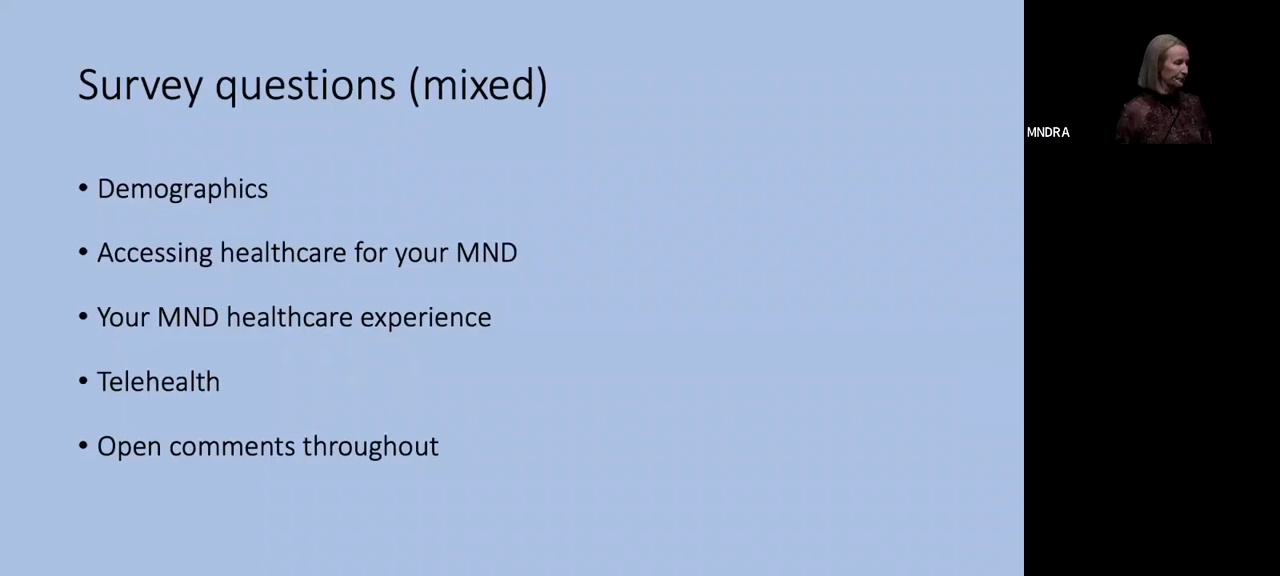 Survey questions (mixed)
• Demographics
• Accessing healthcare for your MND
• Your MND healthcare experience
• Telehealth
• Open comments throughout
MNDRA